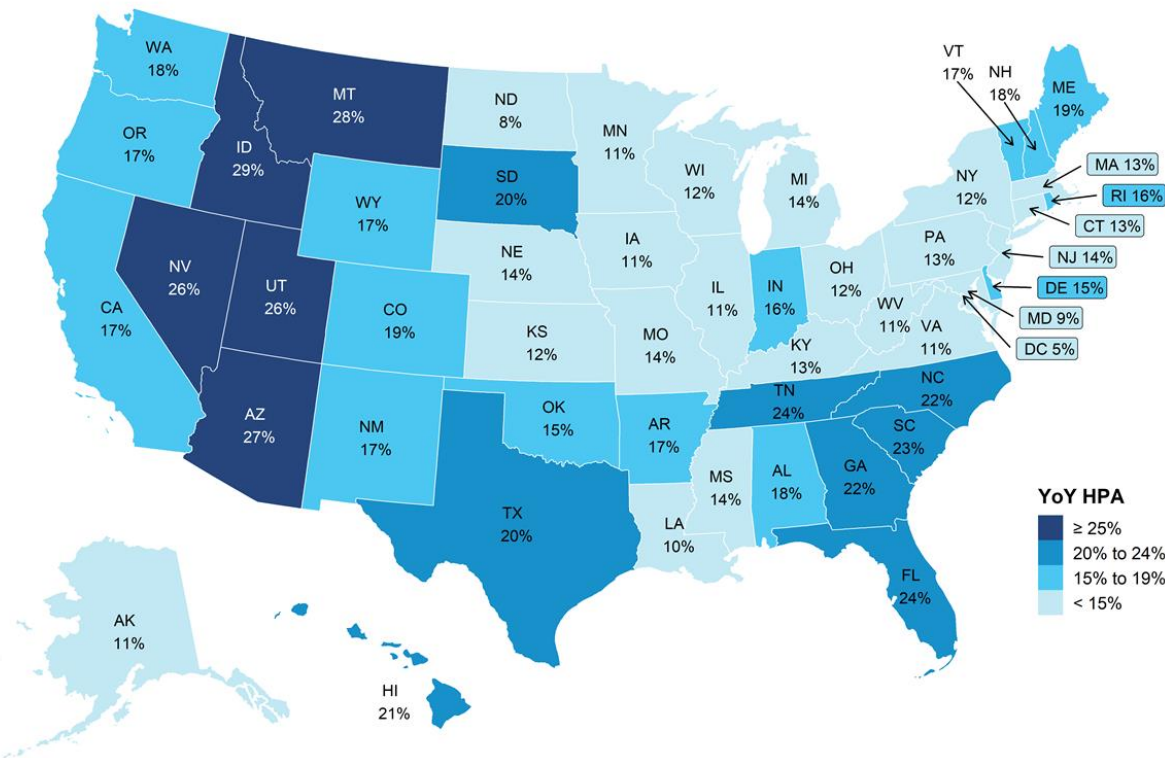 WA
18%
OR
17%
CA
17%
ID
29%
NV
26%
MT
28%
WY
17%
UT
26%
AZ
27%
CO
19%
NM
17%
ND
8%
SD
20%
NE
14%
KS
12%
OK
15%
TX
20%
MN
11%
IA
11%
MO
14%
AR
17%
LA
10%
WI
12%
IL
11%
MI
14%
IN
16%
OH
12%
KY
13%
TN
24%
MS
14%
AL
18%
GA
22%
FL
24%
SC
23%
NC
22%
VA
11%
WV
11%
PA
13%
NY
12%
VT
17%
NH
18%
ME
19%
MA 13%
RI 16%
CT 13%
NJ 14%
DE 15%
MD 9%
DC 5%
AK
11%
HI
21%
YoY HPA
≥ 25%
20% to 24%
15% to 19%
< 15%